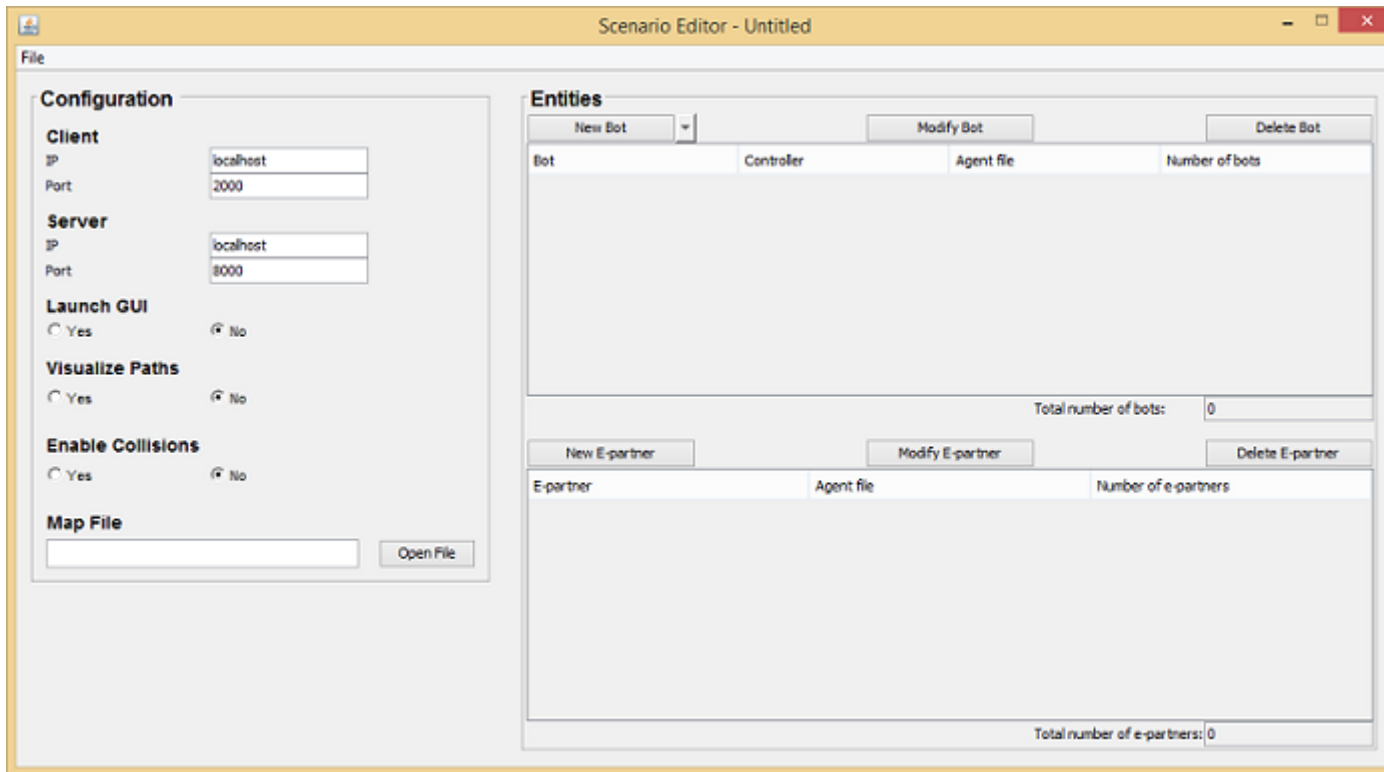 Scenario Editor - Untitled
File
Configuration
Client
IP localhost
Port 2000
Server
IP localhost
Port 8000
Launch GUI
Yes No
Visualize Paths
Yes No
Enable Collisions
Yes No
Map File
Open File
Entities
New Bot Modify Bot Delete Bot
Bot Controller Agent file Number of bots
Total number of bots: 0
New E-partner Modify E-partner Delete E-partner
E-partner Agent file Number of e-partners
Total number of e-partners: 0